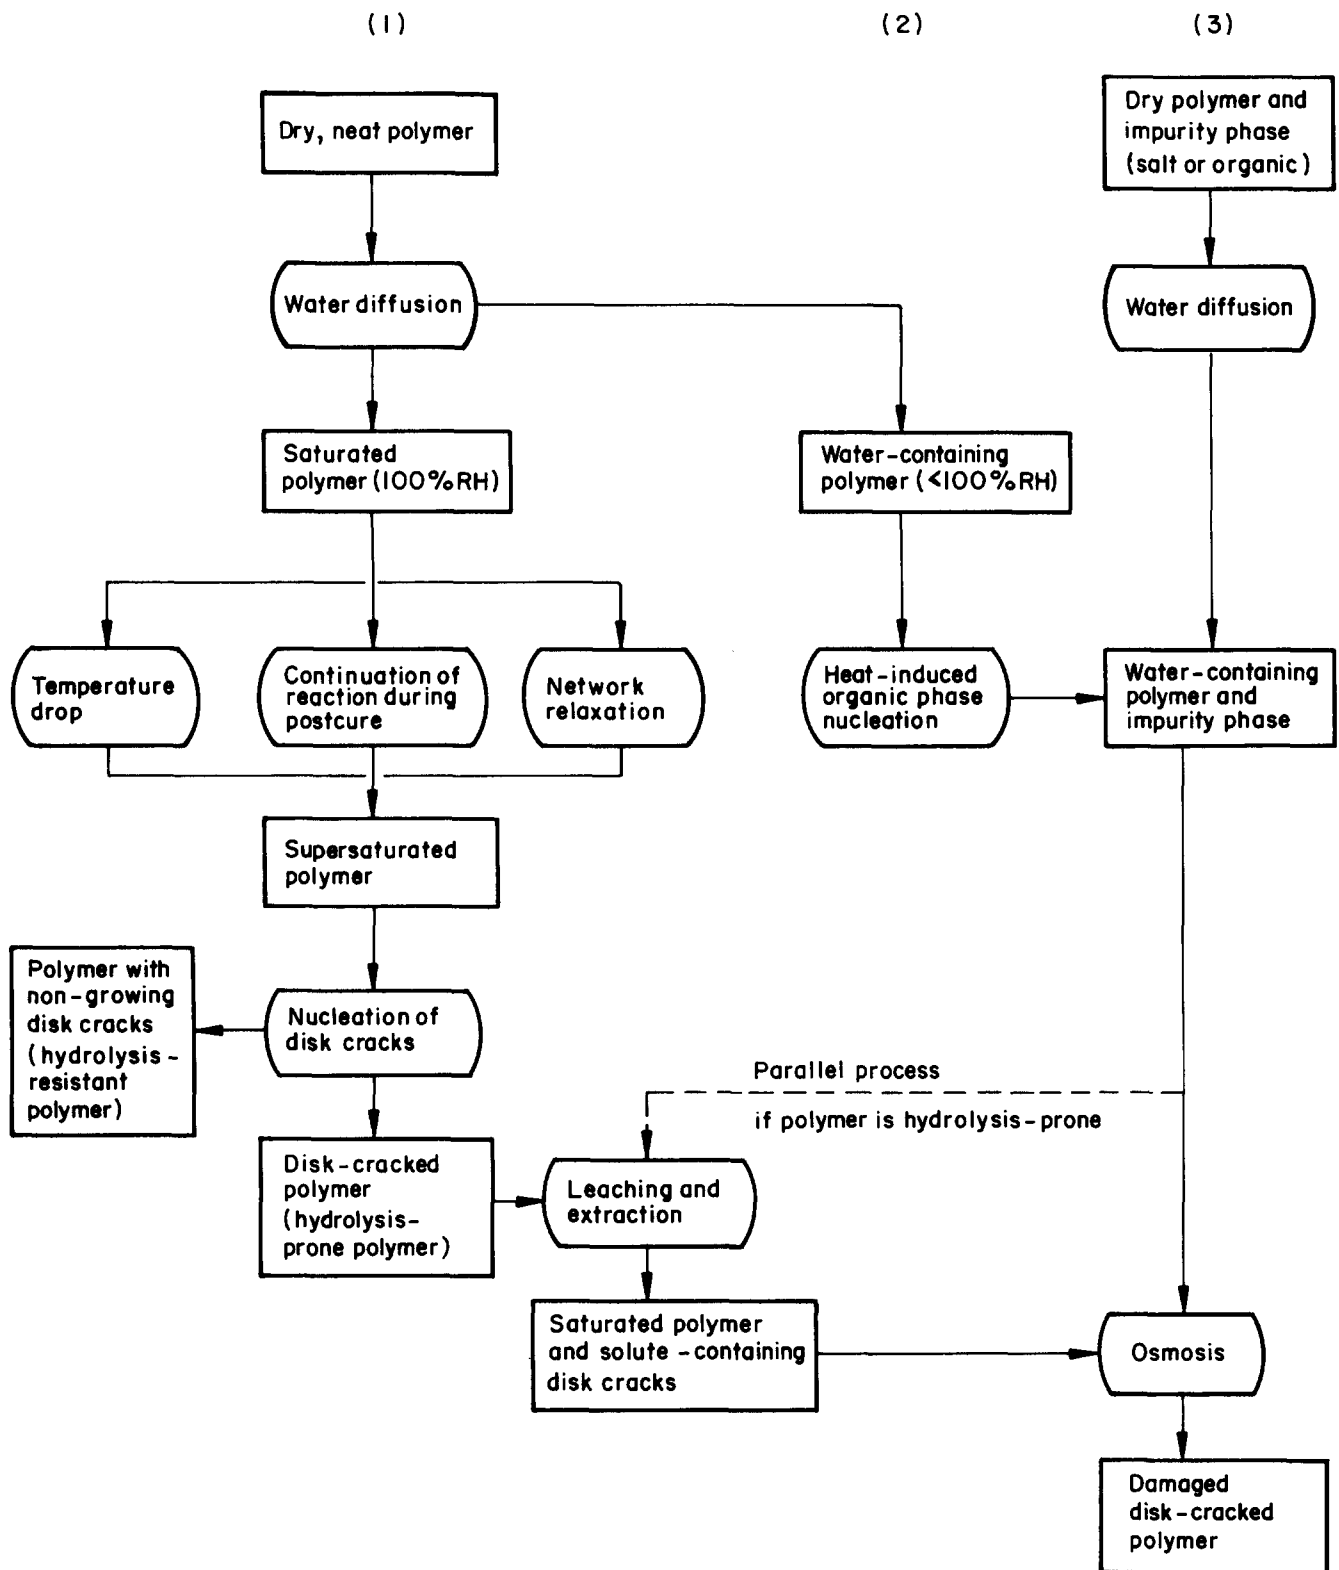 (1)
(2)
(3)
Dry, neat polymer
Dry polymer and
impurity phase
(salt or organic)
Water diffusion
Water diffusion
Saturated
polymer (100% RH)
Water-containing
polymer (<100% RH)
Temperature
drop
Continuation of
reaction during
postcure
Network
relaxation
Heat-induced
organic phase
nucleation
Water-containing
polymer and
impurity phase
Supersaturated
polymer
Polymer with
non-growing
disk cracks
(hydrolysis-
resistant
polymer)
Nucleation of
disk cracks
Parallel process
if polymer is hydrolysis-prone
Disk-cracked
polymer
(hydrolysis-
prone polymer)
Leaching and
extraction
Saturated polymer
and solute-containing
disk cracks
Osmosis
Damaged
disk-cracked
polymer